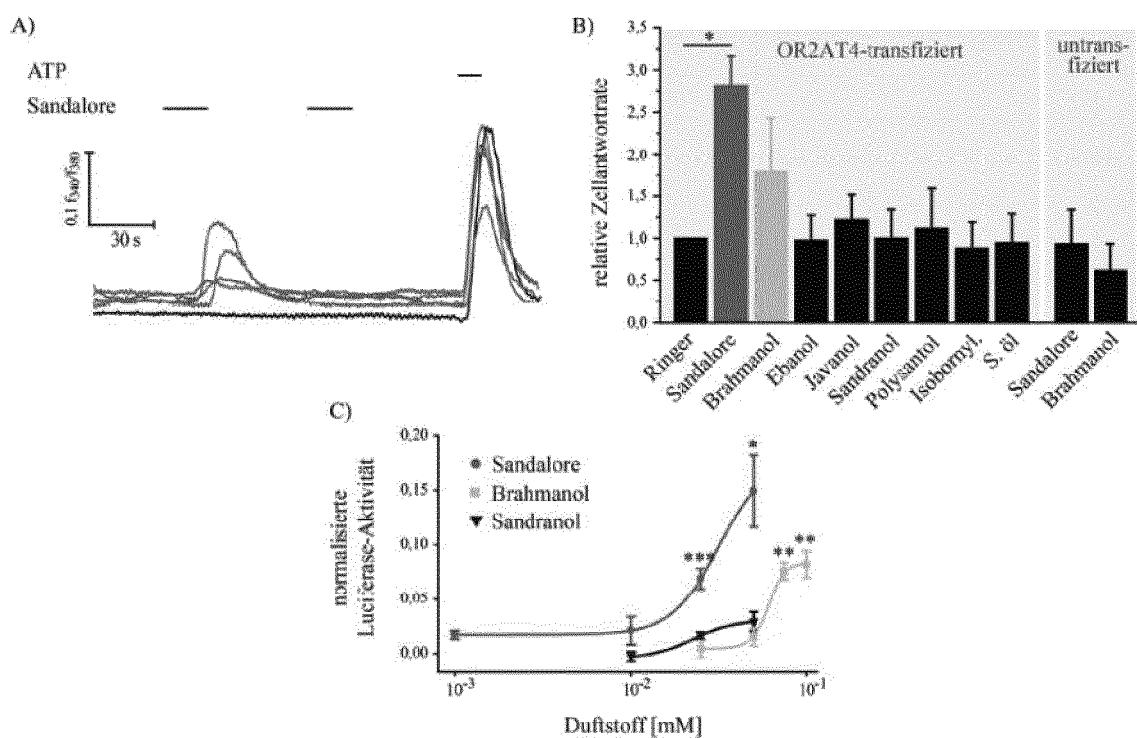 A)
ATP
Sandalore
0,1 f340/f380
30 s
B)
relative Zellantwortrate
3,5
3,0
2,5
2,0
1,5
1,0
0,5
0,0
*
OR2AT4-transfiziert
untrans-
fiziert
Ringer
Sandalore
Brahmanol
Ebanol
Javanol
Sandranol
Polysantol
Isobornyl.
S. öl
Sandalore
Brahmanol
C)
normalisierte
Luciferase-Aktivität
0,20
0,15
0,10
0,05
0,00
Sandalore
Brahmanol
Sandranol
*
***
**
**
10-3
10-2
10-1
Duftstoff [mM]